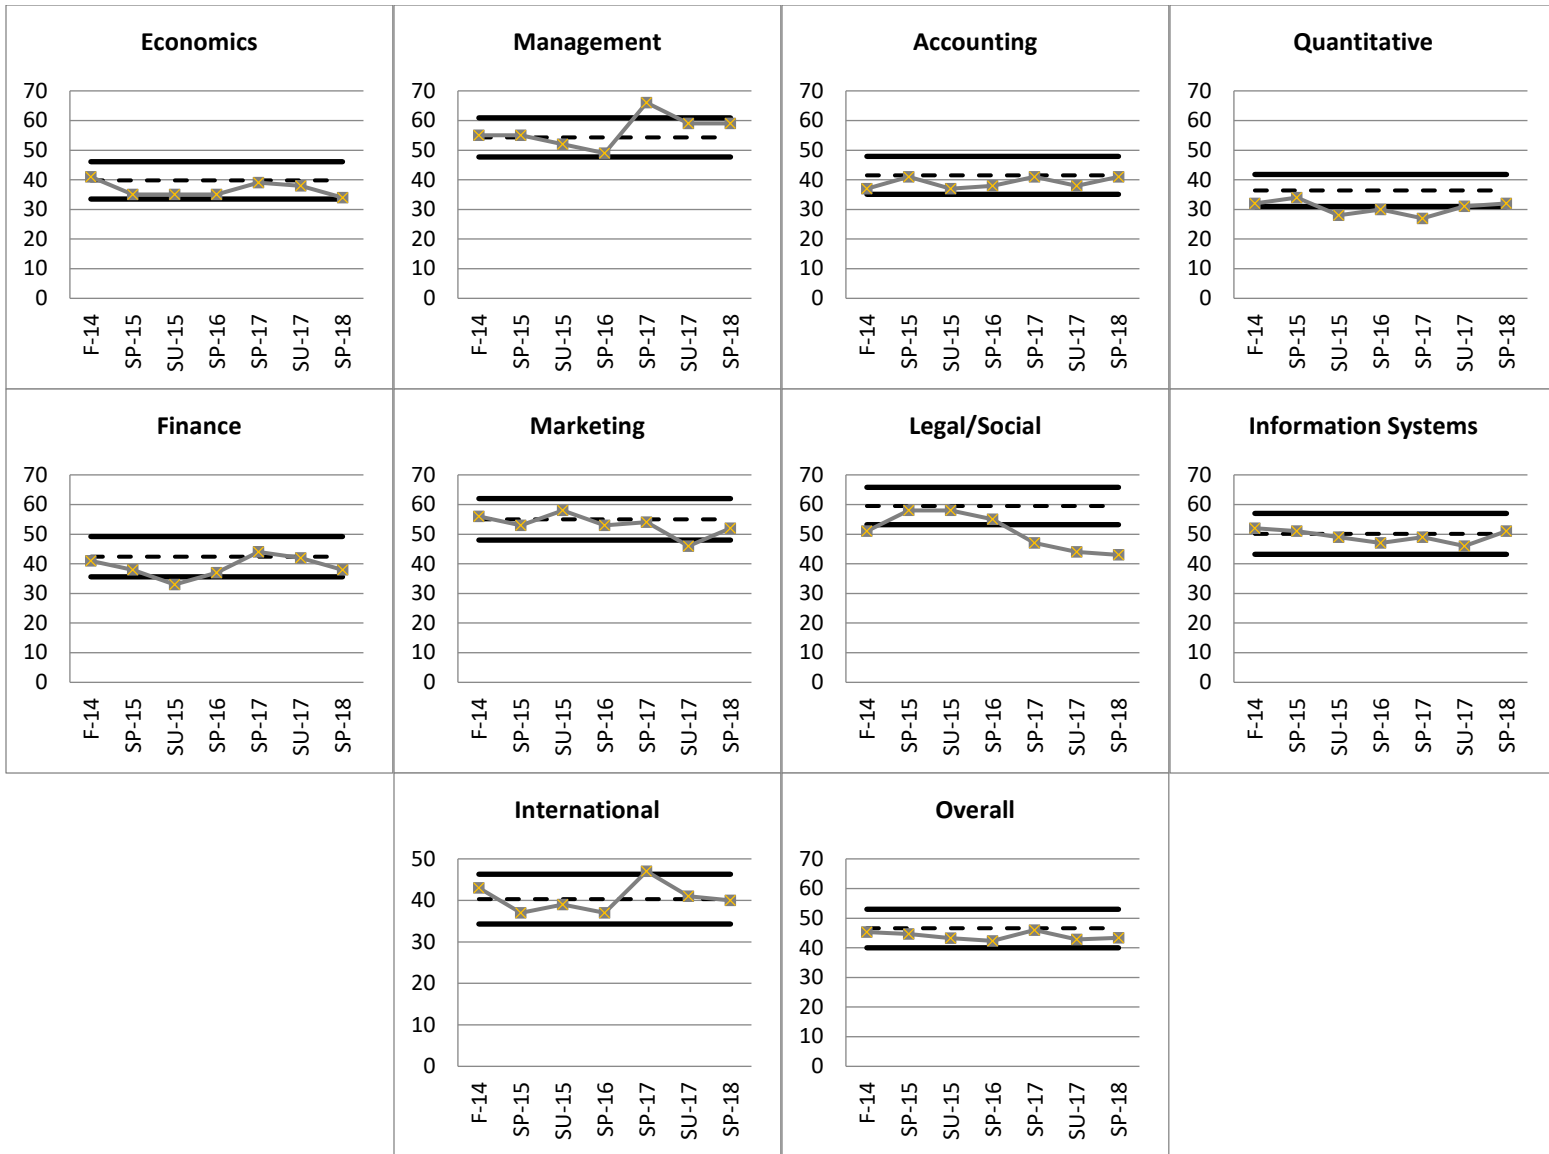 Economics
70
60
50
40
30
20
10
0
F-14
SP-15
SU-15
SP-16
SP-17
SU-17
SP-18
Management
70
60
50
40
30
20
10
0
F-14
SP-15
SU-15
SP-16
SP-17
SU-17
SP-18
Accounting
70
60
50
40
30
20
10
0
F-14
SP-15
SU-15
SP-16
SP-17
SU-17
SP-18
Quantitative
70
60
50
40
30
20
10
0
F-14
SP-15
SU-15
SP-16
SP-17
SU-17
SP-18
Finance
70
60
50
40
30
20
10
0
F-14
SP-15
SU-15
SP-16
SP-17
SU-17
SP-18
Marketing
70
60
50
40
30
20
10
0
F-14
SP-15
SU-15
SP-16
SP-17
SU-17
SP-18
Legal/Social
70
60
50
40
30
20
10
0
F-14
SP-15
SU-15
SP-16
SP-17
SU-17
SP-18
Information Systems
70
60
50
40
30
20
10
0
F-14
SP-15
SU-15
SP-16
SP-17
SU-17
SP-18
International
50
40
30
20
10
0
F-14
SP-15
SU-15
SP-16
SP-17
SU-17
SP-18
Overall
70
60
50
40
30
20
10
0
F-14
SP-15
SU-15
SP-16
SP-17
SU-17
SP-18